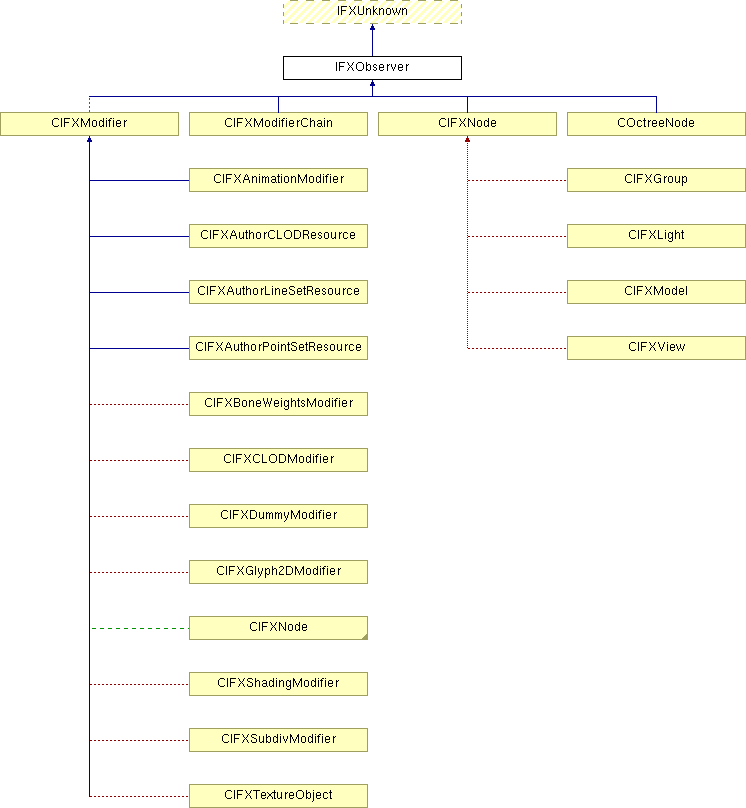 IFXUnknown
IFXObserver
CIFXModifier
CIFXModifierChain
CIFXNode
COctreeNode
CIFXAnimationModifier
CIFXGroup
CIFXAuthorCLODResource
CIFXLight
CIFXAuthorLineSetResource
CIFXModel
CIFXAuthorPointSetResource
CIFXView
CIFXBoneWeightsModifier
CIFXCLODModifier
CIFXDummyModifier
CIFXGlyph2DModifier
CIFXNode
CIFXShadingModifier
CIFXSubdivModifier
CIFXTextureObject